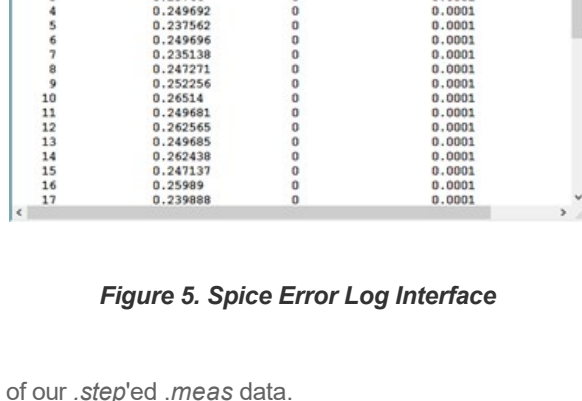 4 0.249692 0 0.0001
5 0.237562 0 0.0001
6 0.249696 0 0.0001
7 0.235138 0 0.0001
8 0.247271 0 0.0001
9 0.252256 0 0.0001
10 0.26514 0 0.0001
11 0.249681 0 0.0001
12 0.262565 0 0.0001
13 0.249685 0 0.0001
14 0.262438 0 0.0001
15 0.247137 0 0.0001
16 0.25989 0 0.0001
17 0.239888 0 0.0001
Figure 5. Spice Error Log Interface
of our .step'ed .meas data.